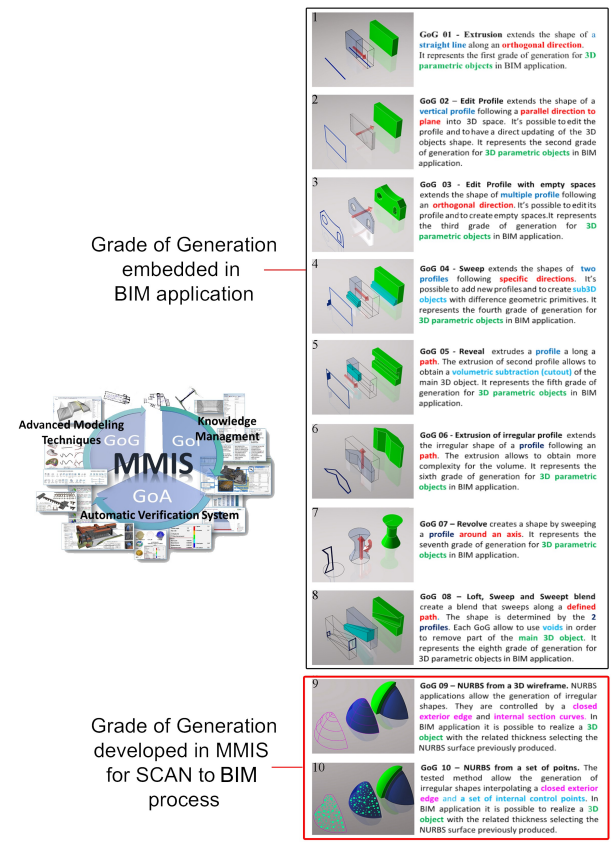 1
GoG 01 - Extrusion extends the shape of a
straight line along an orthogonal direction.
It represents the first grade of generation for 3D
parametric objects in BIM application.
2
GoG 02 – Edit Profile extends the shape of a
vertical profile following a parallel direction to
plane into 3D space. It's possible to edit the
profile and to have a direct updating of the 3D
objects shape. It represents the second grade
of generation for 3D parametric objects in BIM
application.
3
GoG 03 - Edit Profile with empty spaces
extends the shape of multiple profile following
an orthogonal direction. It's possible to edit its
profile and to create empty spaces. It represents
the third grade of generation for 3D
parametric objects in BIM application.
Grade of Generation
embedded in
BIM application
4
GoG 04 - Sweep extends the shapes of two
profiles following specific directions. It's
possible to add new profiles and to create sub3D
objects with difference geometric primitives. It
represents the fourth grade of generation for
3D parametric objects in BIM application.
5
GoG 05 - Reveal extrudes a profile a long a
path. The extrusion of second profile allows to
obtain a volumetric subtraction (cutout) of the
main 3D object. It represents the fifth grade of
generation for 3D parametric objects in BIM
application.
Advanced Modeling
Techniques
GoG
GoI
Knowledge
Managment
MMIS
GoA
Automatic Verification System
6
GoG 06 - Extrusion of irregular profile extends
the irregular shape of a profile following an
path. The extrusion allows to obtain more
complexity for the volume. It represents the
sixth grade of generation for 3D parametric
objects in BIM application.
7
GoG 07 – Revolve creates a shape by sweeping
a profile around an axis. It represents the
seventh grade of generation for 3D parametric
objects in BIM application.
8
GoG 08 – Loft, Sweep and Sweept blend
create a blend that sweeps along a defined
path. The shape is determined by the 2
profiles. Each GoG allow to use voids in order
to remove part of the main 3D object. It
represents the eighth grade of generation for
3D parametric objects in BIM application.
Grade of Generation
developed in MMIS
for SCAN to BIM
process
9
GoG 09 – NURBS from a 3D wireframe. NURBS
applications allow the generation of irregular
shapes. They are controlled by a closed
exterior edge and internal section curves. In
BIM application it is possible to realize a 3D
object with the related thickness selecting the
NURBS surface previously produced.
10
GoG 10 – NURBS from a set of poitns. The
tested method allow the generation of
irregular shapes interpolating a closed exterior
edge and a set of internal control points. In
BIM application it is possible to realize a 3D
object with the related thickness selecting the
NURBS surface previously produced.